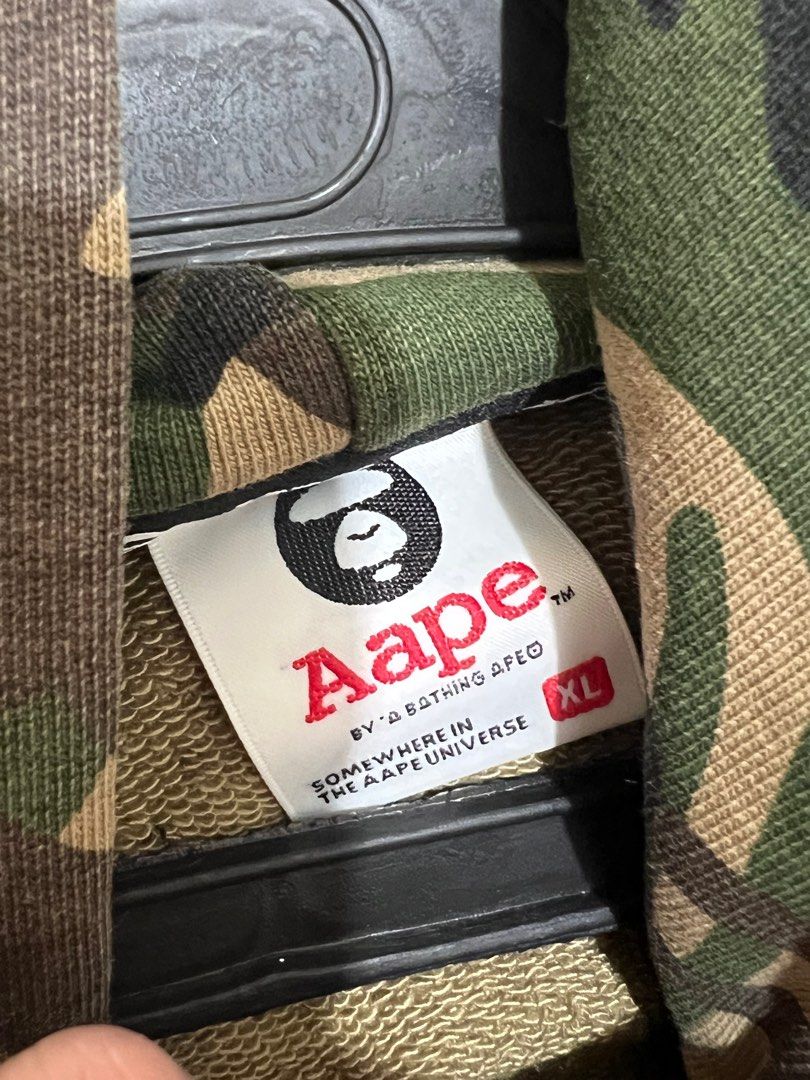 Aape™
BY *A BATHING APE®
XL
SOMEWHERE IN
THE AAPE UNIVERSE